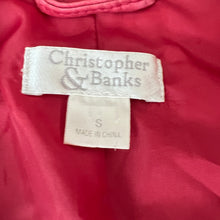 Christopher
& Banks
S
MADE IN CHINA